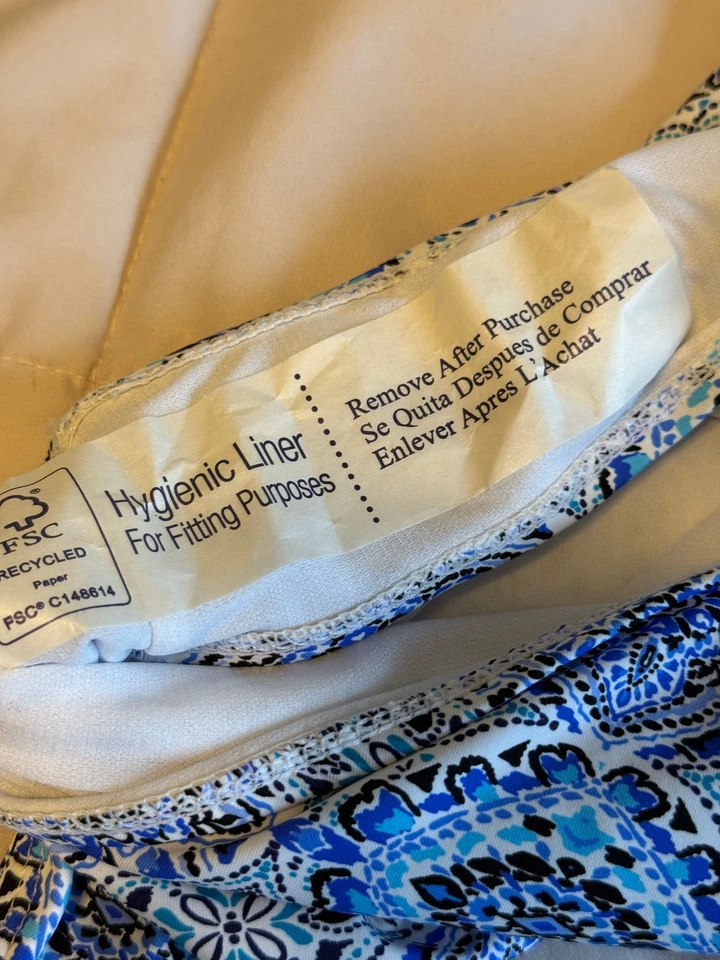 FSC®
RECYCLED
Paper
FSC® C148614
Hygienic Liner
For Fitting Purposes
Remove After Purchase
Se Quita Despues de Comprar
Enlever Apres L'Achat